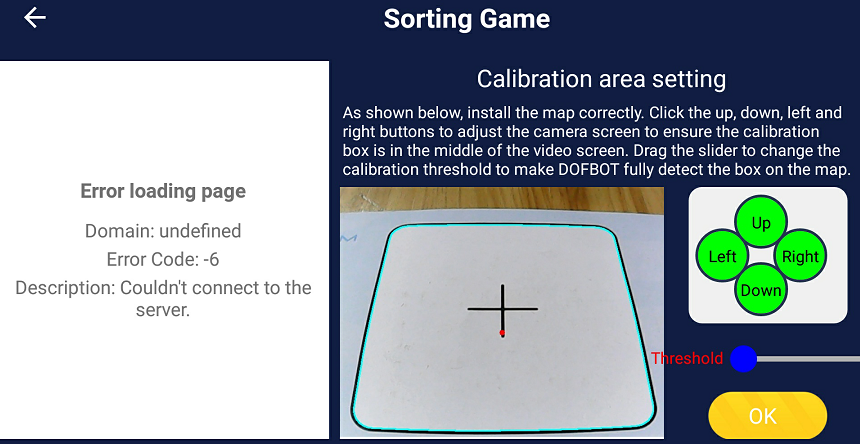 Sorting Game
Error loading page
Domain: undefined
Error Code: -6
Description: Couldn't connect to the
server.
Calibration area setting
As shown below, install the map correctly. Click the up, down, left and
right buttons to adjust the camera screen to ensure the calibration
box is in the middle of the video screen. Drag the slider to change the
calibration threshold to make DOFBOT fully detect the box on the map.
Up
Left
Right
Down
Threshold
OK